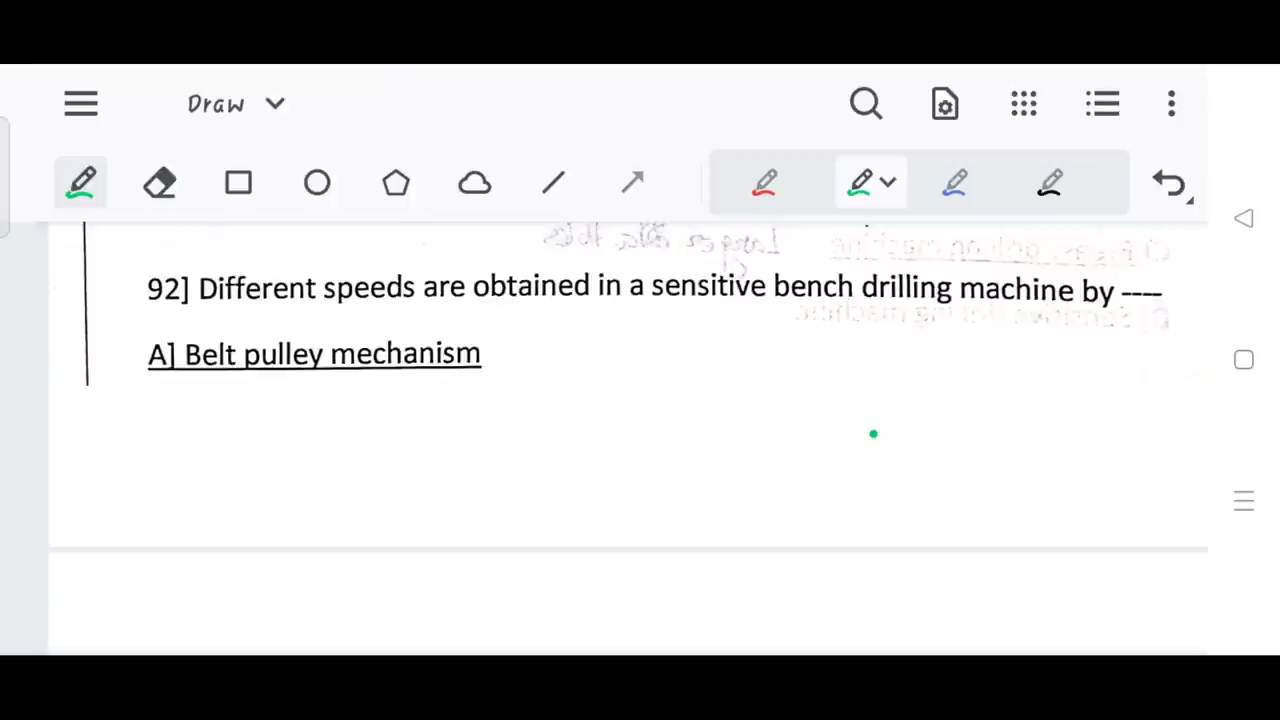 Draw
92] Different speeds are obtained in a sensitive bench drilling machine by ----
A] Belt pulley mechanism